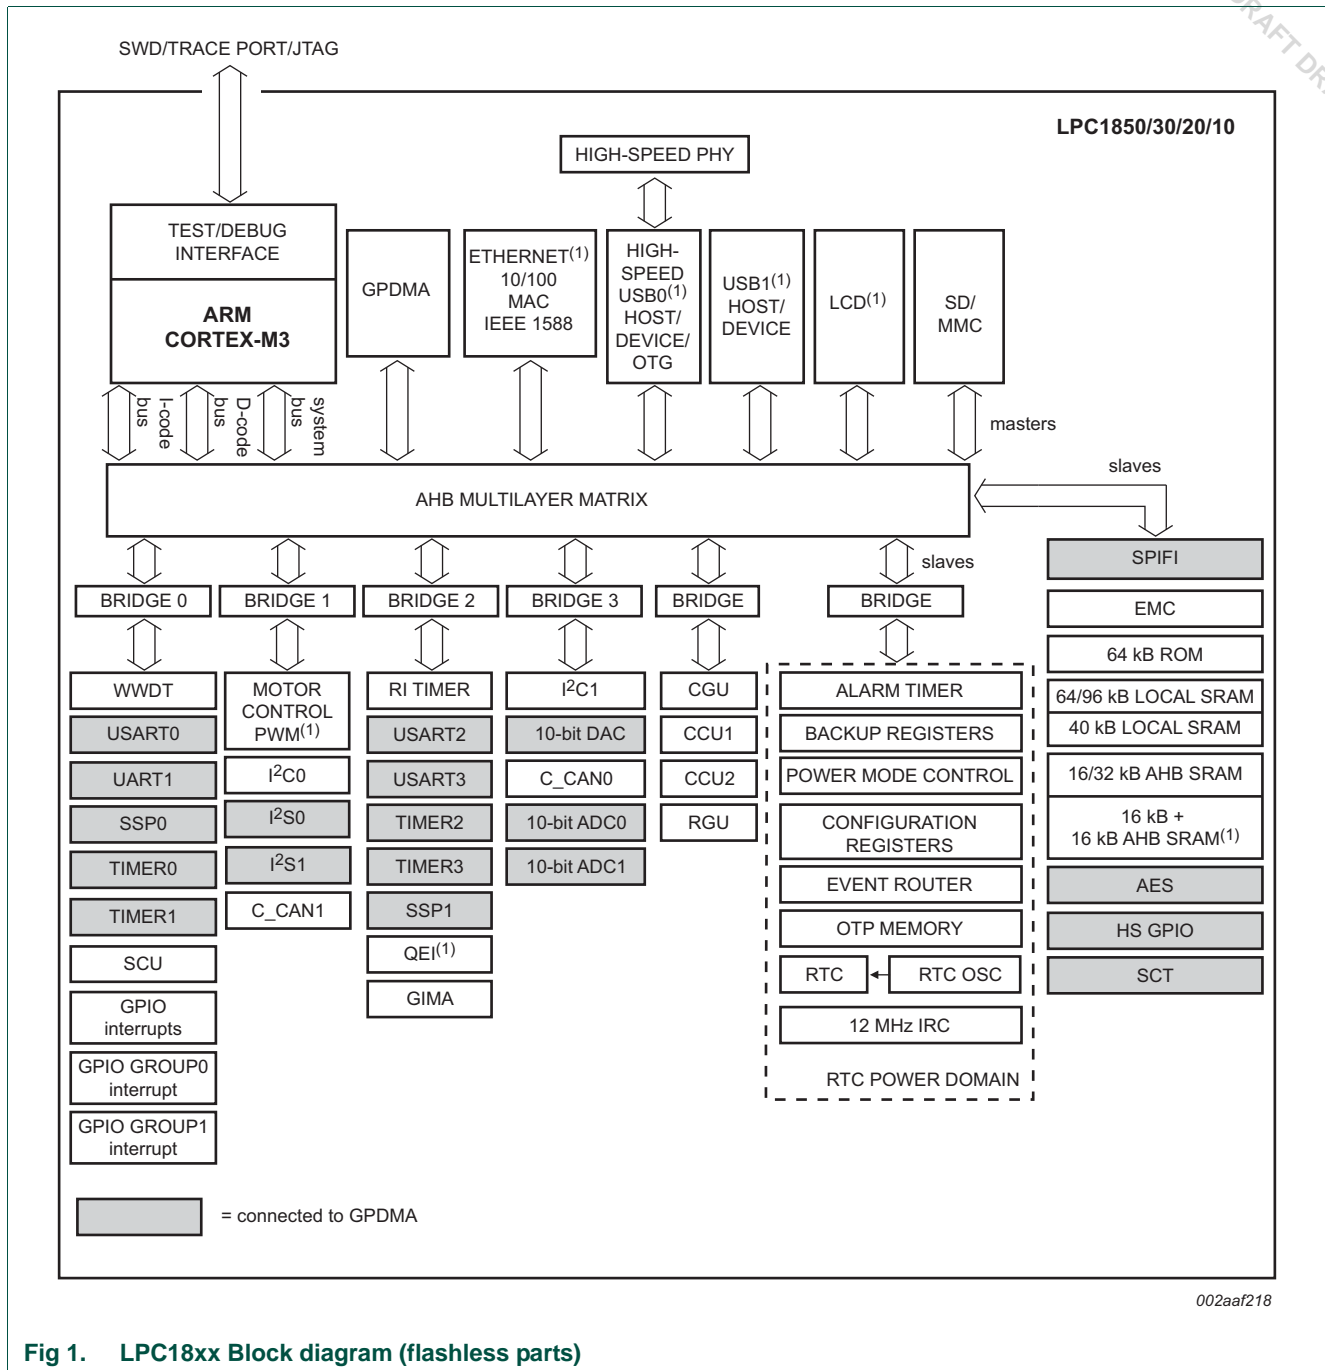 DRAFT DR
SWD/TRACE PORT/JTAG
LPC1850/30/20/10
HIGH-SPEED PHY
TEST/DEBUG
INTERFACE
ARM
CORTEX-M3
GPDMA
ETHERNET(1)
10/100
MAC
IEEE 1588
HIGH-
SPEED
USB0(1)
HOST/
DEVICE/
OTG
USB1(1)
HOST/
DEVICE
LCD(1)
SD/
MMC
I-code
bus
D-code
bus
system
bus
masters
slaves
AHB MULTILAYER MATRIX
slaves
BRIDGE 0
BRIDGE 1
BRIDGE 2
BRIDGE 3
BRIDGE
BRIDGE
WWDT
USART0
UART1
SSP0
TIMER0
TIMER1
SCU
GPIO
interrupts
GPIO GROUP0
interrupt
GPIO GROUP1
interrupt
MOTOR
CONTROL
PWM(1)
I2C0
I2S0
I2S1
C_CAN1
RI TIMER
USART2
USART3
TIMER2
TIMER3
SSP1
QEI(1)
GIMA
I2C1
10-bit DAC
C_CAN0
10-bit ADC0
10-bit ADC1
CGU
CCU1
CCU2
RGU
ALARM TIMER
BACKUP REGISTERS
POWER MODE CONTROL
CONFIGURATION
REGISTERS
EVENT ROUTER
OTP MEMORY
RTC
RTC OSC
12 MHz IRC
RTC POWER DOMAIN
SPIFI
EMC
64 kB ROM
64/96 kB LOCAL SRAM
40 kB LOCAL SRAM
16/32 kB AHB SRAM
16 kB +
16 kB AHB SRAM(1)
AES
HS GPIO
SCT
= connected to GPDMA
002aaf218
Fig 1. LPC18xx Block diagram (flashless parts)